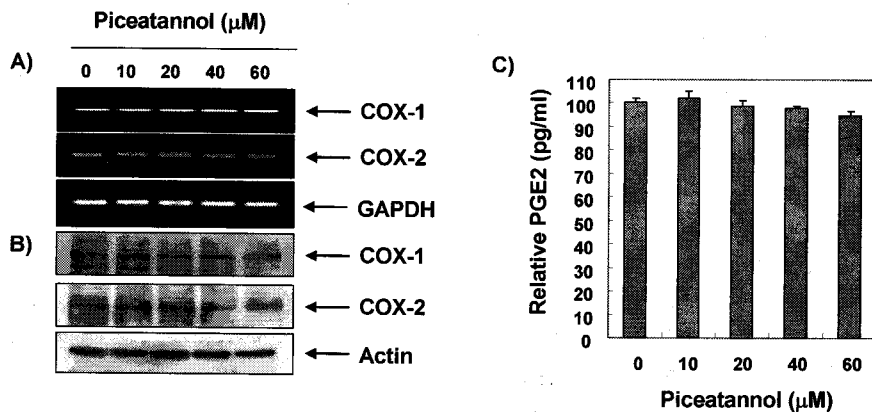 Piceatannol (μM)
A)
0 10 20 40 60
COX-1
COX-2
GAPDH
B)
COX-1
COX-2
Actin
C)
Relative PGE2 (pg/ml)
110
100
90
80
70
60
50
40
30
20
10
0
0 10 20 40 60
Piceatannol (μM)